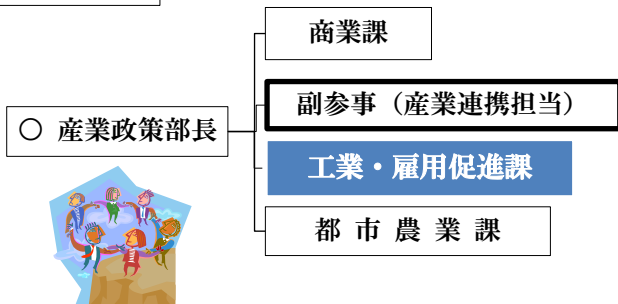 商業課
副参事（産業連携担当）
○ 産業政策部長
工業・雇用促進課
都 市 農 業 課